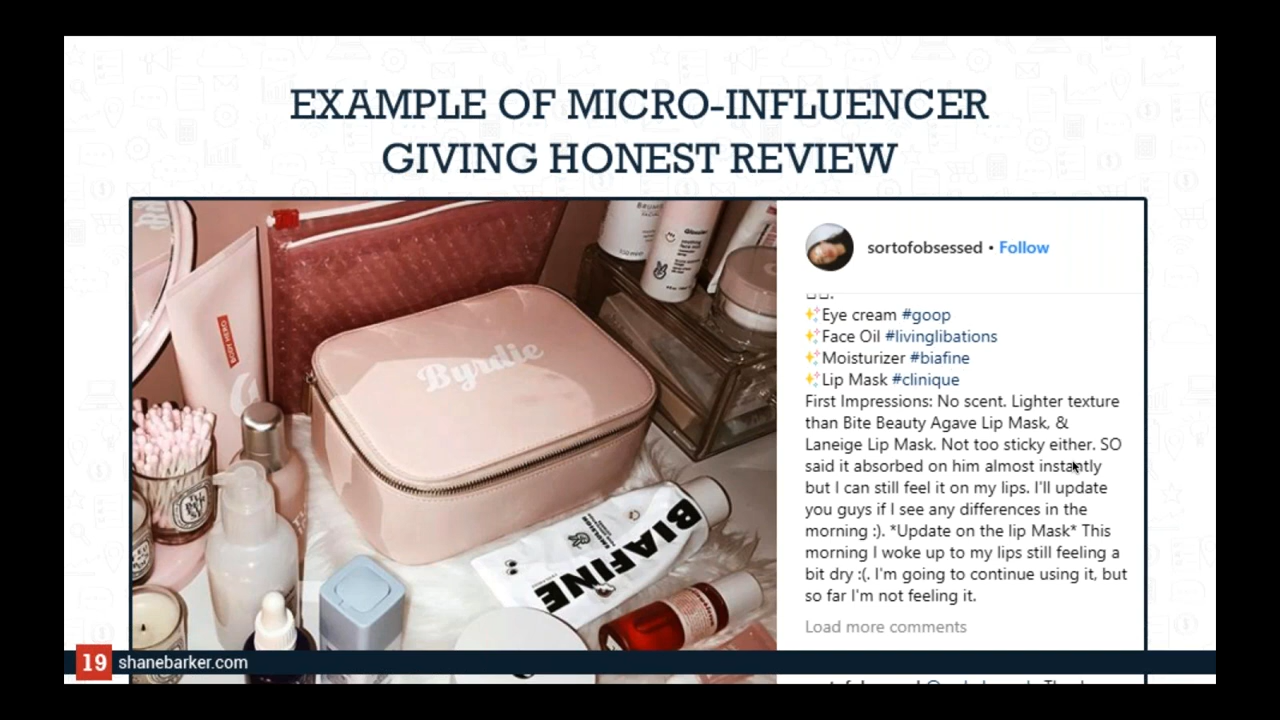 EXAMPLE OF MICRO-INFLUENCER
GIVING HONEST REVIEW
Byrdie
BIAFINE
sortofobsessed • Follow
✨Eye cream #goop
✨Face Oil #livinglibations
✨Moisturizer #biafine
✨Lip Mask #clinique
First Impressions: No scent. Lighter texture
than Bite Beauty Agave Lip Mask, &
Laneige Lip Mask. Not too sticky either. SO
said it absorbed on him almost instantly
but I can still feel it on my lips. I'll update
you guys if I see any differences in the
morning :). *Update on the lip Mask* This
morning I woke up to my lips still feeling a
bit dry :(. I'm going to continue using it, but
so far I'm not feeling it.
Load more comments
19 shanebarker.com